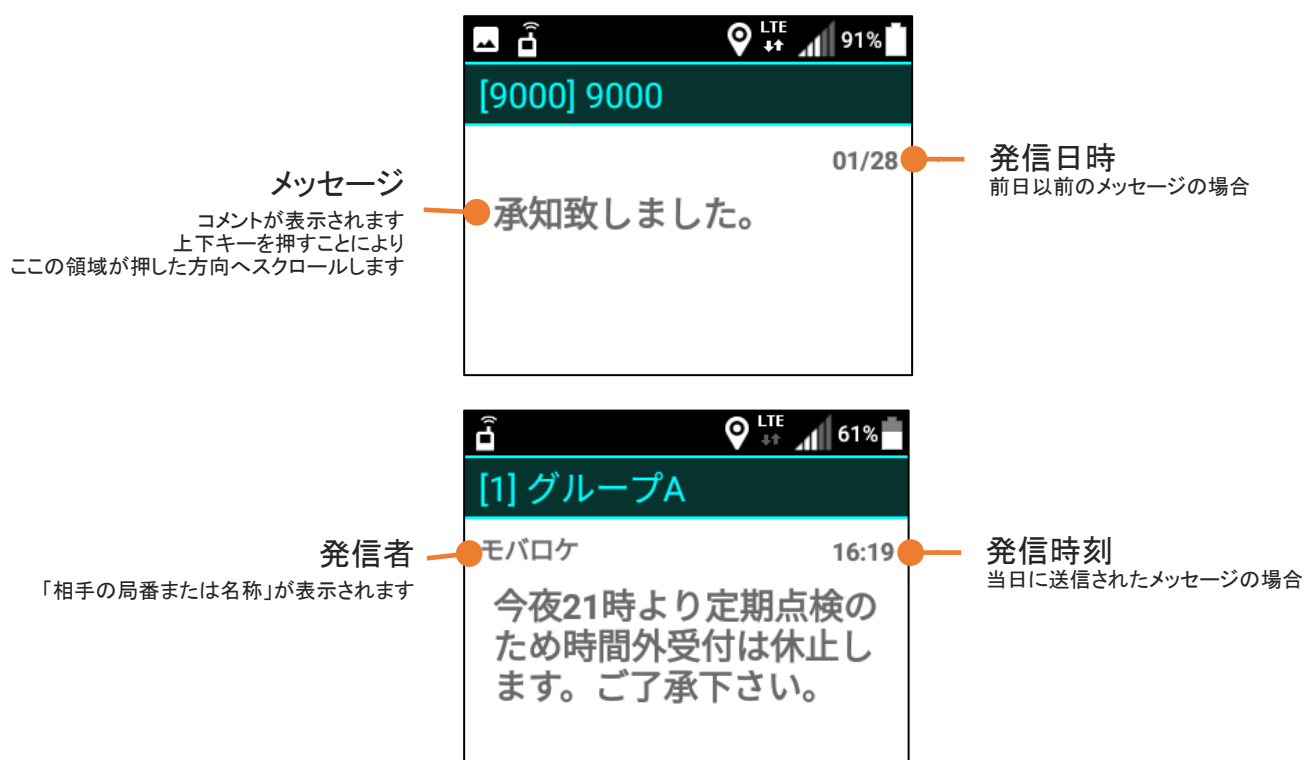 LTE
91%
[9000] 9000
01/28
承知致しました。
メッセージ
コメントが表示されます
上下キーを押すことにより
ここの領域が押した方向へスクロールします
発信日時
前日以前のメッセージの場合
LTE
61%
[1] グループA
モバロケ
16:19
今夜21時より定期点検の
ため時間外受付は休止し
ます。ご了承下さい。
発信者
「相手の局番または名称」が表示されます
発信時刻
当日に送信されたメッセージの場合